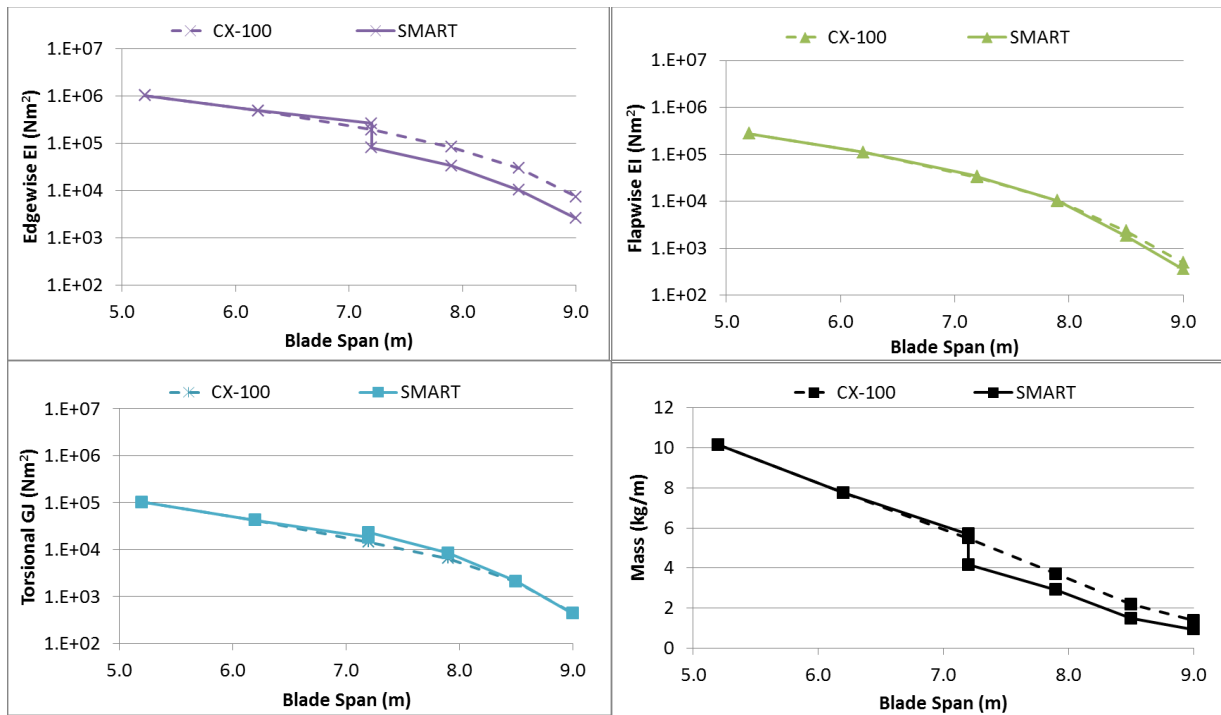 CX-100 SMART
1.E+07
1.E+06
1.E+05
1.E+04
1.E+03
1.E+02
Edgewise EI (Nm²)
5.0 6.0 7.0 8.0 9.0
Blade Span (m)
CX-100 SMART
1.E+07
1.E+06
1.E+05
1.E+04
1.E+03
1.E+02
Flapwise EI (Nm²)
5.0 6.0 7.0 8.0 9.0
Blade Span (m)
CX-100 SMART
1.E+07
1.E+06
1.E+05
1.E+04
1.E+03
1.E+02
Torsional GJ (Nm²)
5.0 6.0 7.0 8.0 9.0
Blade Span (m)
CX-100 SMART
12
10
8
6
4
2
0
Mass (kg/m)
5.0 6.0 7.0 8.0 9.0
Blade Span (m)